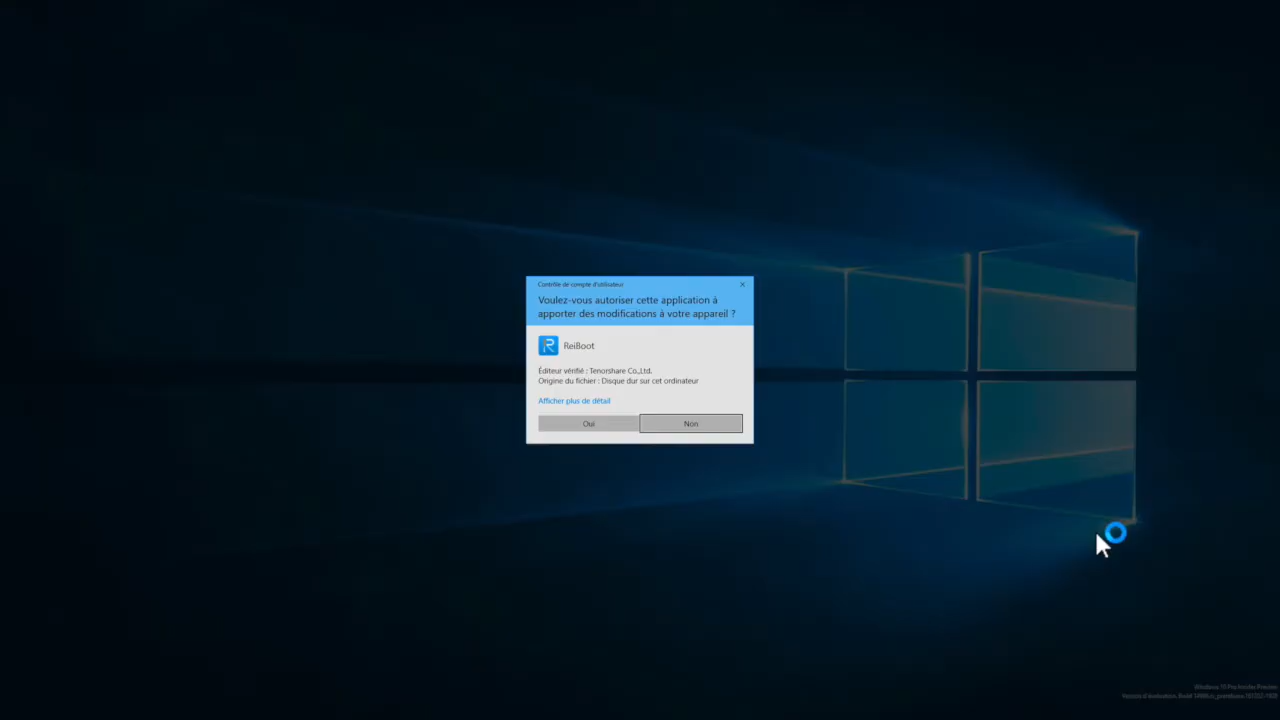 Contrôle de compte d'utilisateur
Voulez-vous autoriser cette application à
apporter des modifications à votre appareil ?
ReiBoot
Éditeur vérifié : Tenorshare Co.,Ltd.
Origine du fichier : Disque dur sur cet ordinateur
Afficher plus de détail
Oui
Non
Windows 10 Pro Insider Preview